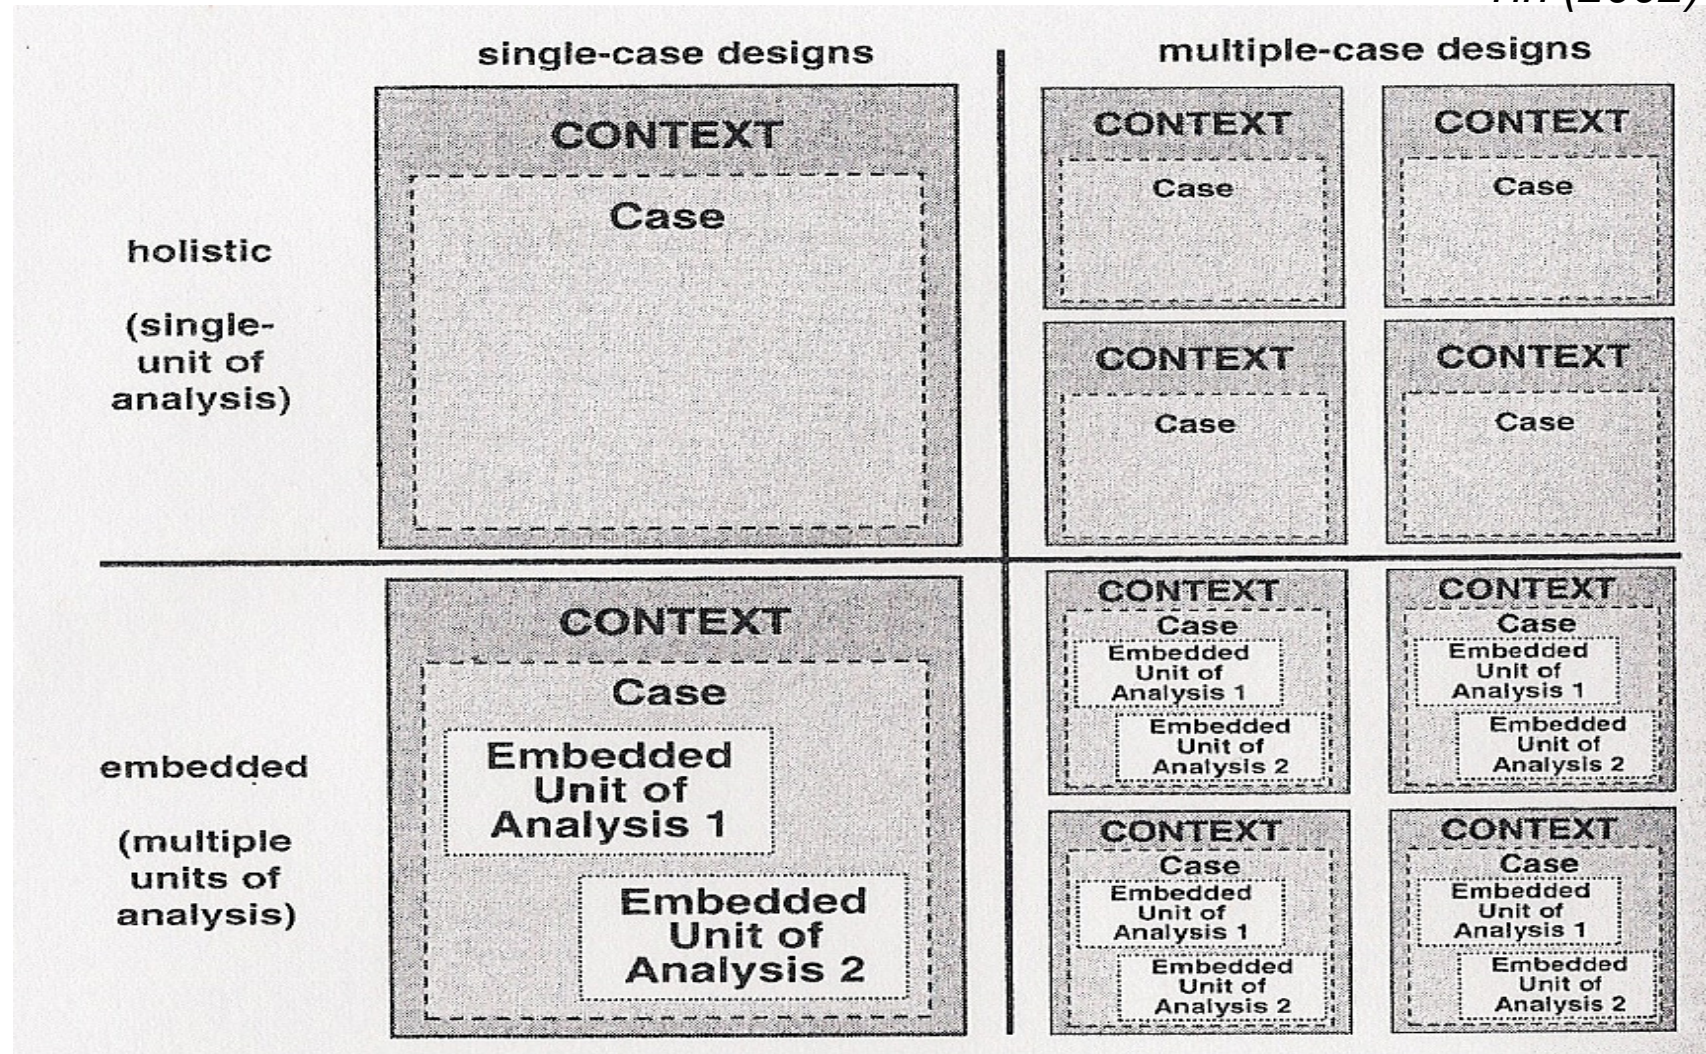 single-case designs
multiple-case designs
holistic
(single-
unit of
analysis)
CONTEXT
Case
CONTEXT
Case
CONTEXT
Case
CONTEXT
Case
CONTEXT
Case
embedded
(multiple
units of
analysis)
CONTEXT
Case
Embedded
Unit of
Analysis 1
Embedded
Unit of
Analysis 2
CONTEXT
Case
Embedded
Unit of
Analysis 1
Embedded
Unit of
Analysis 2
CONTEXT
Case
Embedded
Unit of
Analysis 1
Embedded
Unit of
Analysis 2
CONTEXT
Case
Embedded
Unit of
Analysis 1
Embedded
Unit of
Analysis 2
CONTEXT
Case
Embedded
Unit of
Analysis 1
Embedded
Unit of
Analysis 2